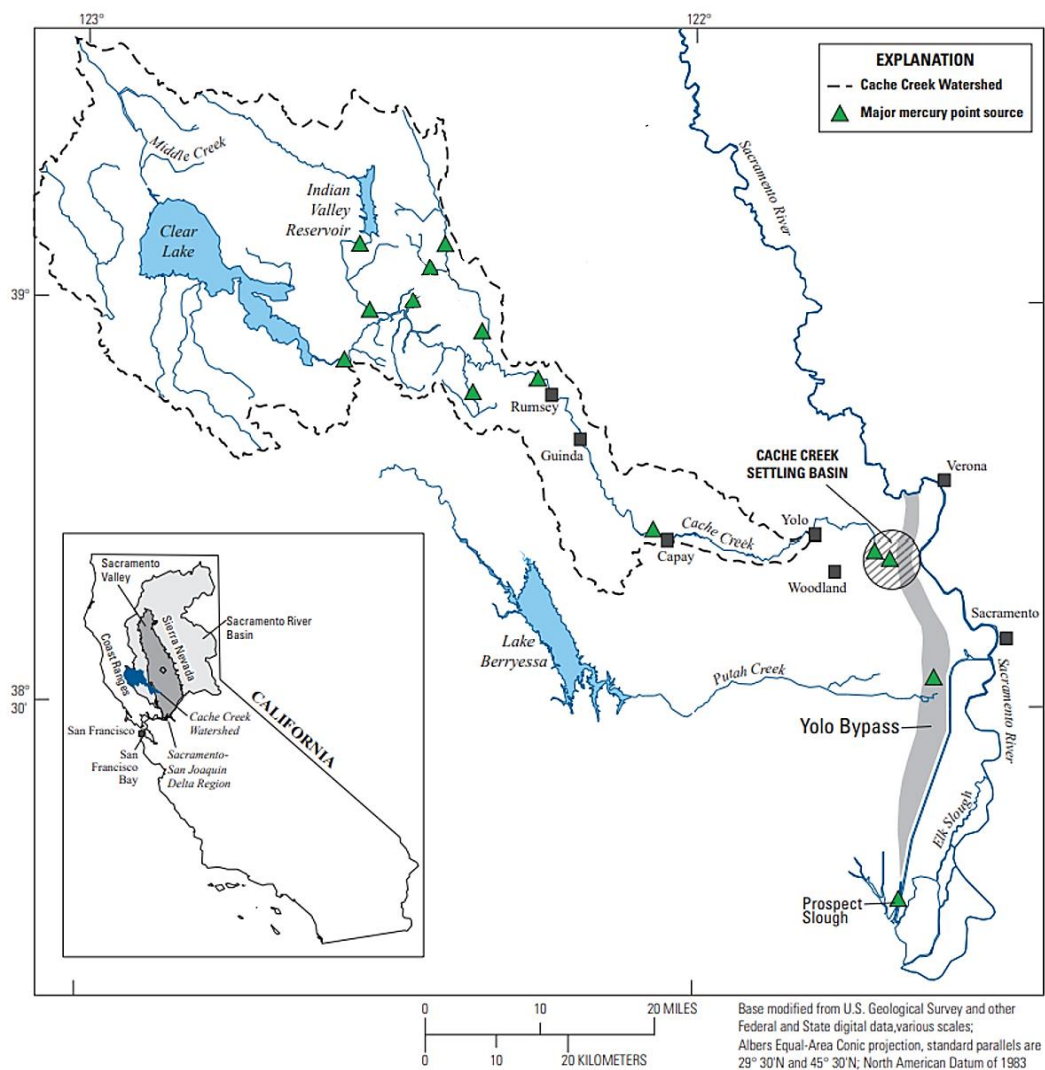 123°
122°
EXPLANATION
Cache Creek Watershed
Major mercury point source
Middle Creek
Sacramento River
Indian
Valley
Reservoir
Clear
Lake
39°
Rumsey
Guinda
CACHE CREEK
SETTLING BASIN
Verona
Yolo
Cache Creek
Capay
Woodland
Sacramento
Lake
Berryessa
Putah Creek
Sacramento River
Yolo Bypass
38°
30'
Elk Slough
Prospect
Slough
Sacramento
Valley
Sacramento River
Basin
Sierra Nevada
Coast Ranges
CALIFORNIA
Cache Creek
Watershed
San Francisco
San
Francisco
Bay
Sacramento-
San Joaquin
Delta Region
0 10 20 MILES
0 10 20 KILOMETERS
Base modified from U.S. Geological Survey and other
Federal and State digital data,various scales;
Albers Equal-Area Conic projection, standard parallels are
29° 30'N and 45° 30'N; North American Datum of 1983